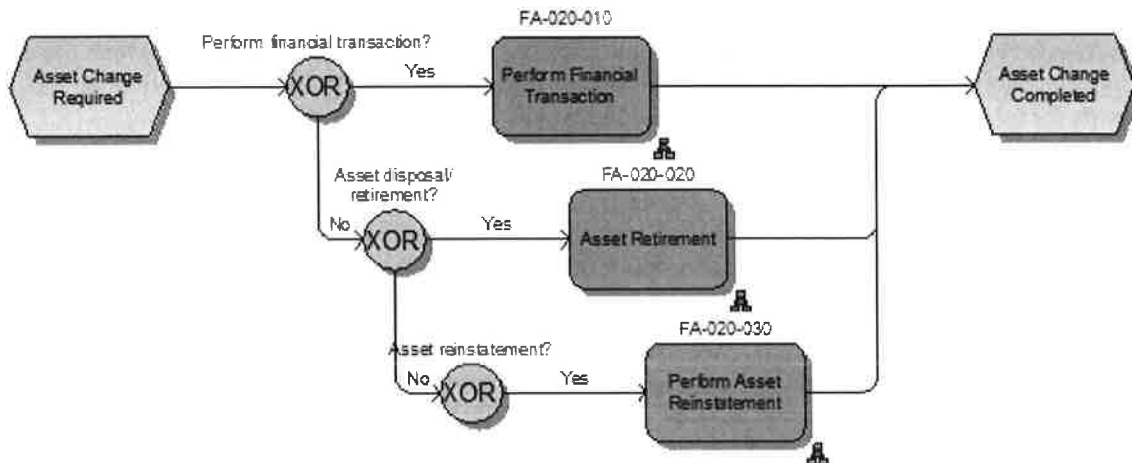 FA-020-010
Perform financial transaction?
Asset Change
Required
XOR
Yes
Perform Financial
Transaction
Asset Change
Completed
Asset disposal/
retirement?
FA-020-020
No
XOR
Yes
Asset Retirement
FA-020-030
Asset reinstatement?
No
XOR
Yes
Perform Asset
Reinstatement